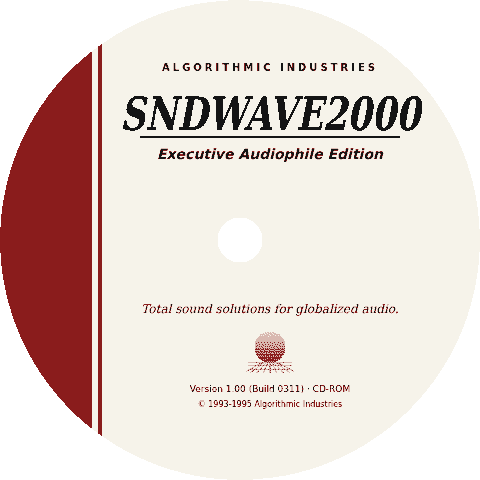 ALGORITHMIC INDUSTRIES
SNDWAVE2000
Executive Audiophile Edition
Total sound solutions for globalized audio.
Version 1.00 (Build 0311) · CD-ROM
© 1993-1995 Algorithmic Industries